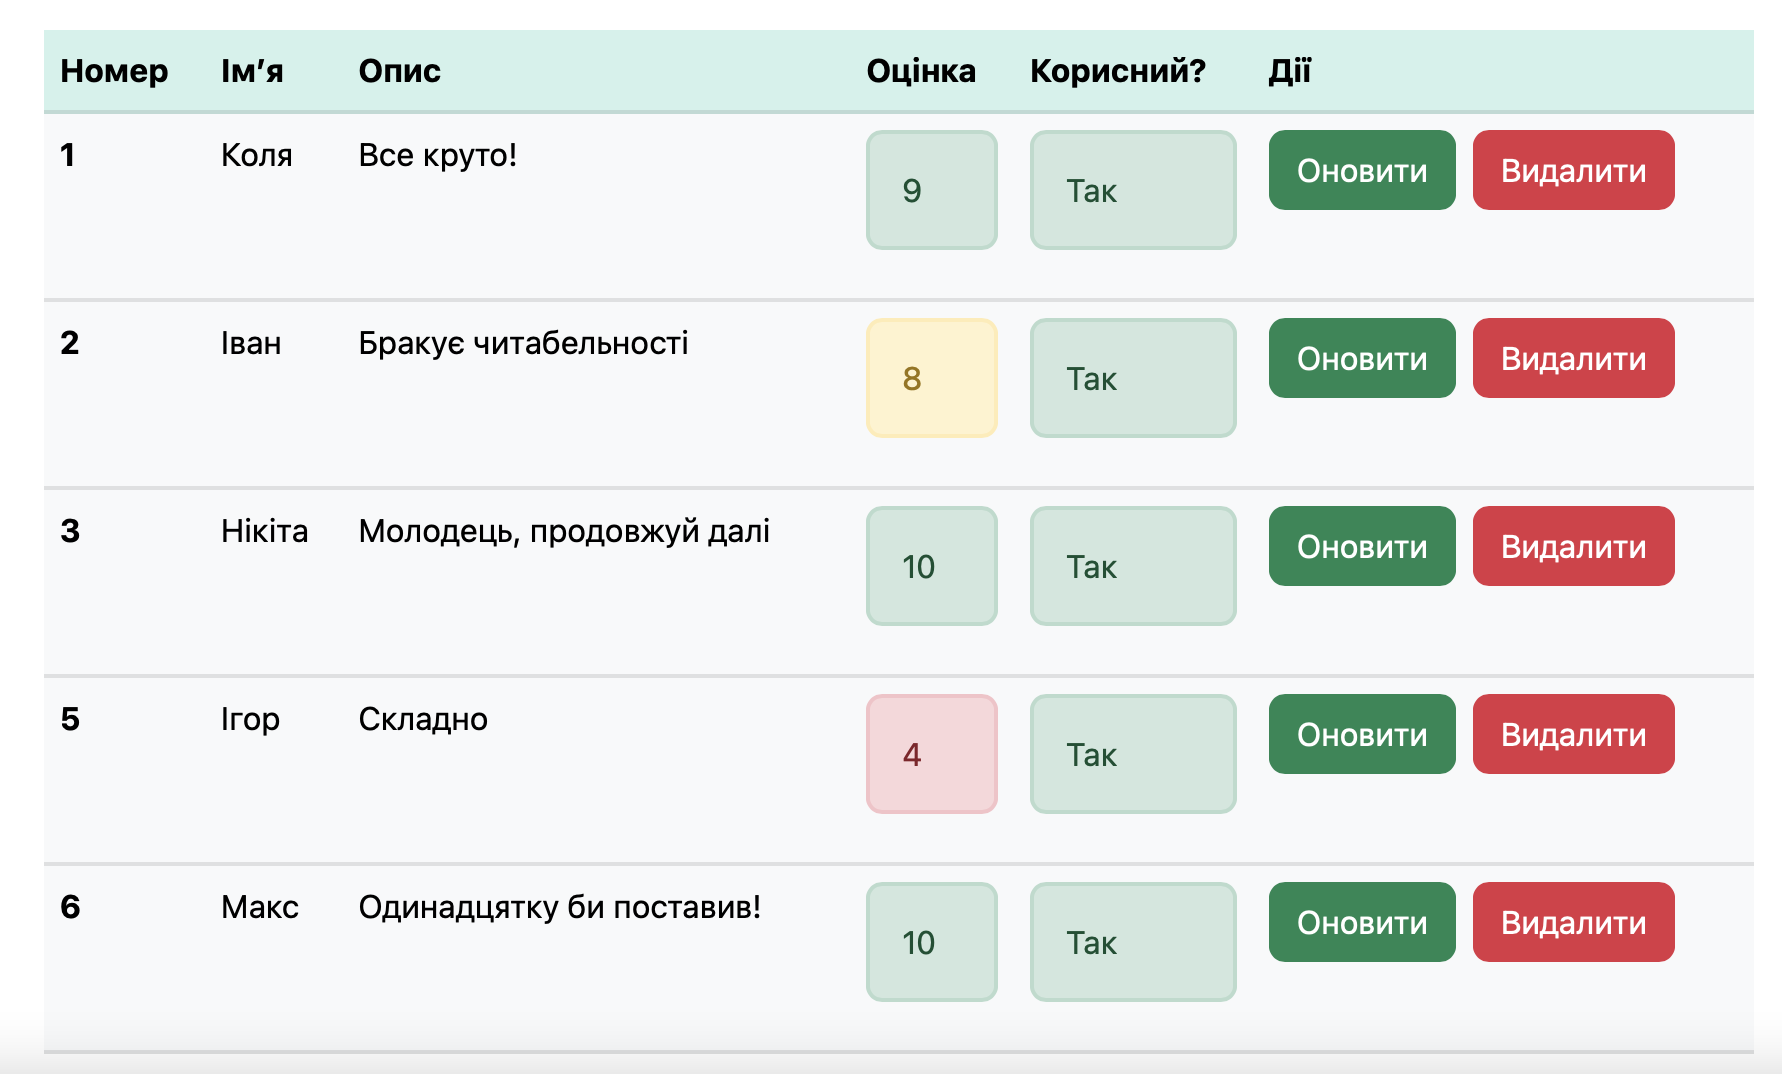 Номер Ім’я Опис Оцінка Корисний? Дії
1 Коля Все круто! 9 Так Оновити Видалити
2 Іван Бракує читабельності 8 Так Оновити Видалити
3 Нікіта Молодець, продовжуй далі 10 Так Оновити Видалити
5 Ігор Складно 4 Так Оновити Видалити
6 Макс Одинадцятку би поставив! 10 Так Оновити Видалити